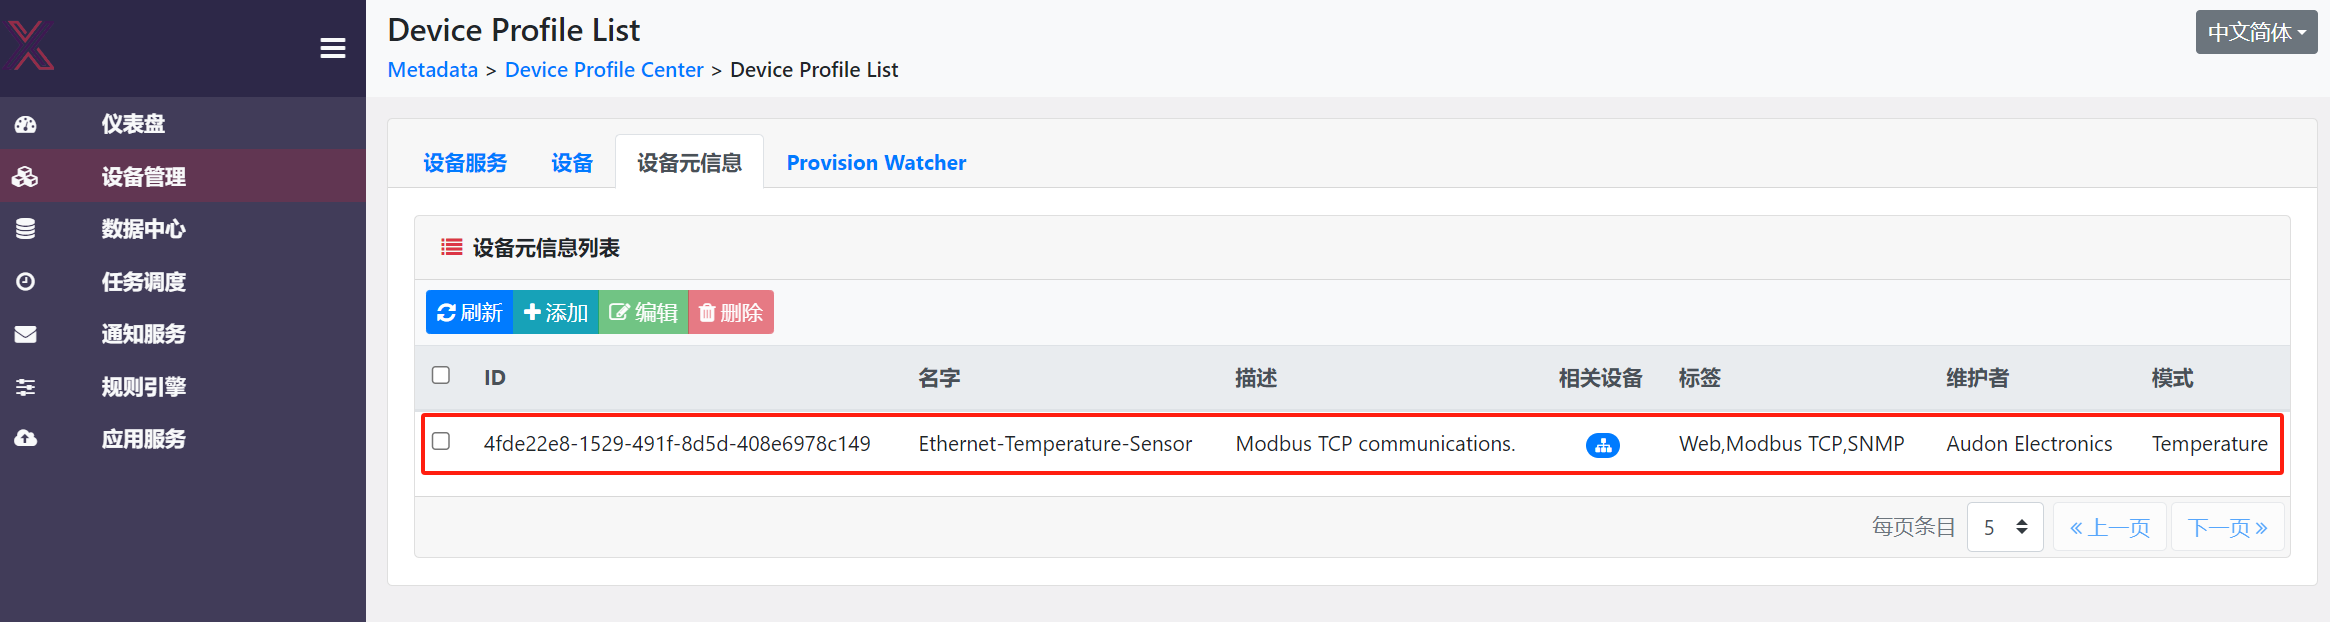 Device Profile List
中文简体
Metadata > Device Profile Center > Device Profile List
仪表盘
设备管理
数据中心
任务调度
通知服务
规则引擎
应用服务
设备服务 设备 设备元信息 Provision Watcher
设备元信息列表
刷新 添加 编辑 删除
ID 名字 描述 相关设备 标签 维护者 模式
4fde22e8-1529-491f-8d5d-408e6978c149 Ethernet-Temperature-Sensor Modbus TCP communications. Web,Modbus TCP,SNMP Audon Electronics Temperature
每页条目 5 «上一页 下一页»